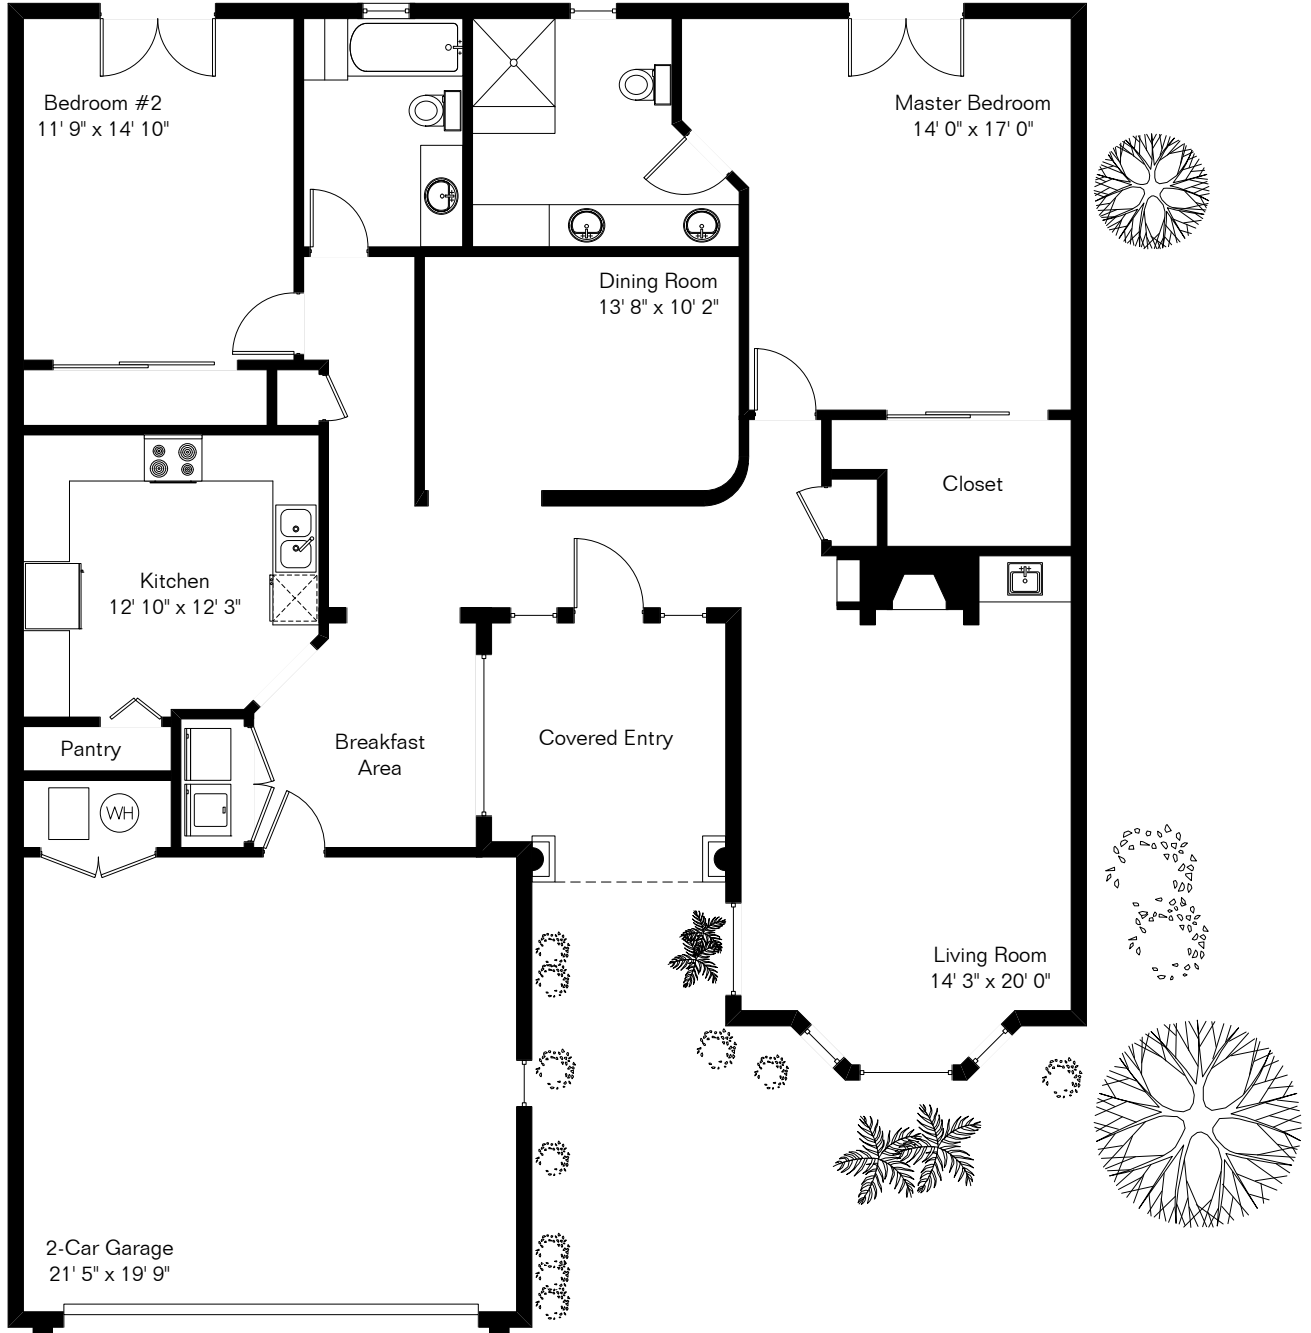 Bedroom #2
11' 9" x 14' 10"
Master Bedroom
14' 0" x 17' 0"
Dining Room
13' 8" x 10' 2"
Closet
Kitchen
12' 10" x 12' 3"
Pantry
Breakfast
Area
Covered Entry
WH
Living Room
14' 3" x 20' 0"
2-Car Garage
21' 5" x 19' 9"